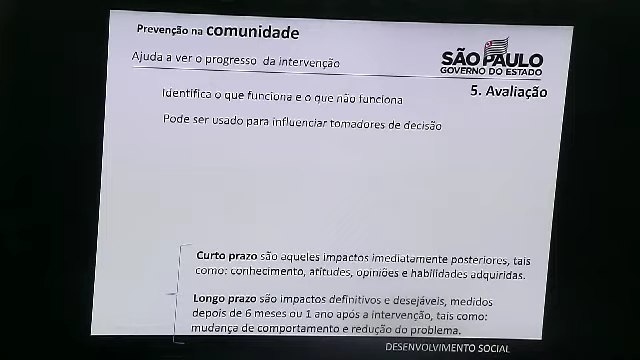 Prevenção na comunidade
Ajuda a ver o progresso da intervenção
SÃO PAULO
GOVERNO DO ESTADO
5. Avaliação
Identifica o que funciona e o que não funciona
Pode ser usado para influenciar tomadores de decisão
Curto prazo são aqueles impactos imediatamente posteriores, tais
como: conhecimento, atitudes, opiniões e habilidades adquiridas.
Longo prazo são impactos definitivos e desejáveis, medidos
depois de 6 meses ou 1 ano após a intervenção, tais como:
mudança de comportamento e redução do problema.
DESENVOLVIMENTO SOCIAL